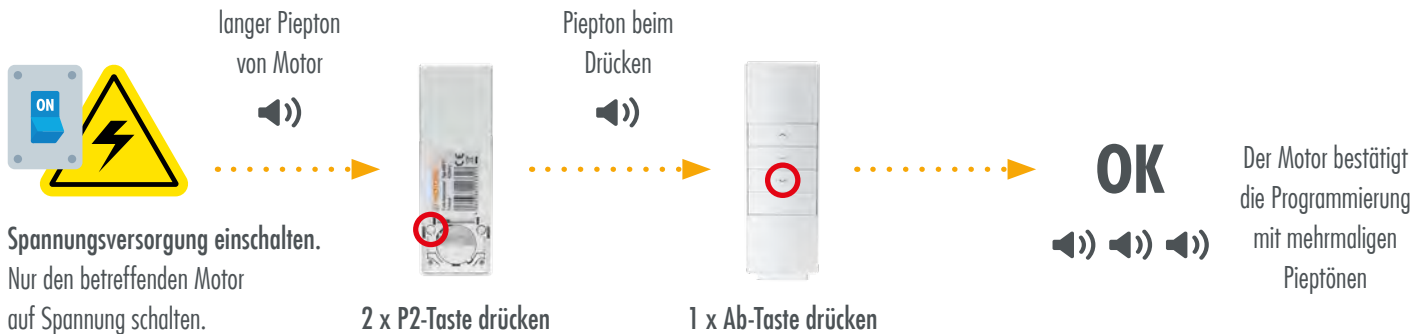 langer Piepton
von Motor
Piepton beim
Drücken
ON
OK
Der Motor bestätigt
die Programmierung
mit mehrmaligen
Pieptönen
Spannungsversorgung einschalten.
Nur den betreffenden Motor
auf Spannung schalten.
2 x P2-Taste drücken
1 x Ab-Taste drücken